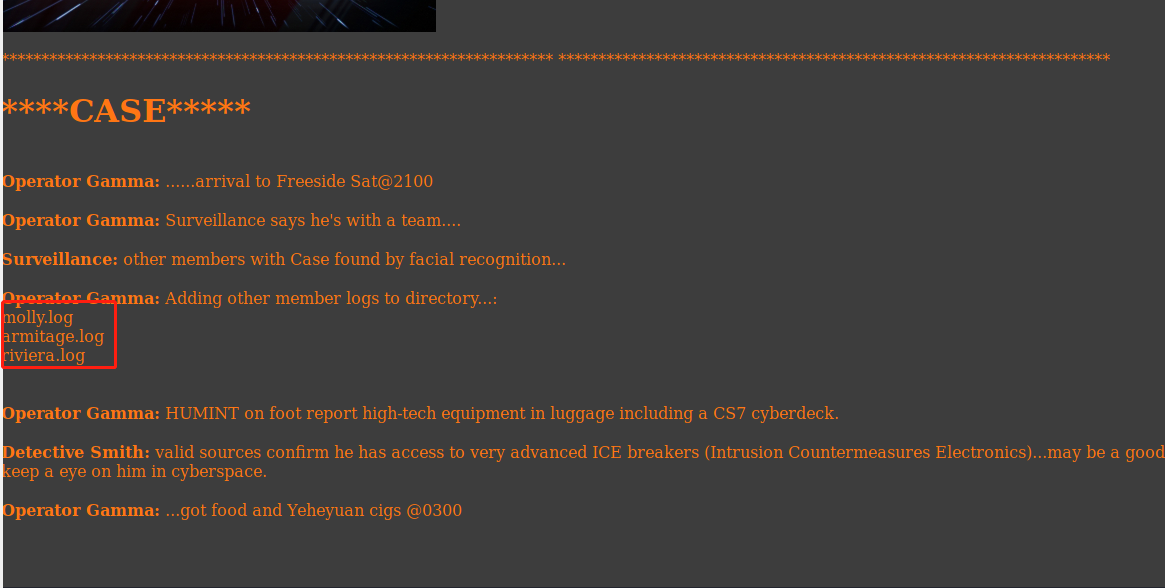 ********************************************************************* *********************************************************************
****CASE*****
Operator Gamma: ......arrival to Freeside Sat@2100
Operator Gamma: Surveillance says he's with a team....
Surveillance: other members with Case found by facial recognition...
Operator Gamma: Adding other member logs to directory...:
molly.log
armitage.log
riviera.log
Operator Gamma: HUMINT on foot report high-tech equipment in luggage including a CS7 cyberdeck.
Detective Smith: valid sources confirm he has access to very advanced ICE breakers (Intrusion Countermeasures Electronics)...may be a good
keep a eye on him in cyberspace.
Operator Gamma: ...got food and Yeheyuan cigs @0300